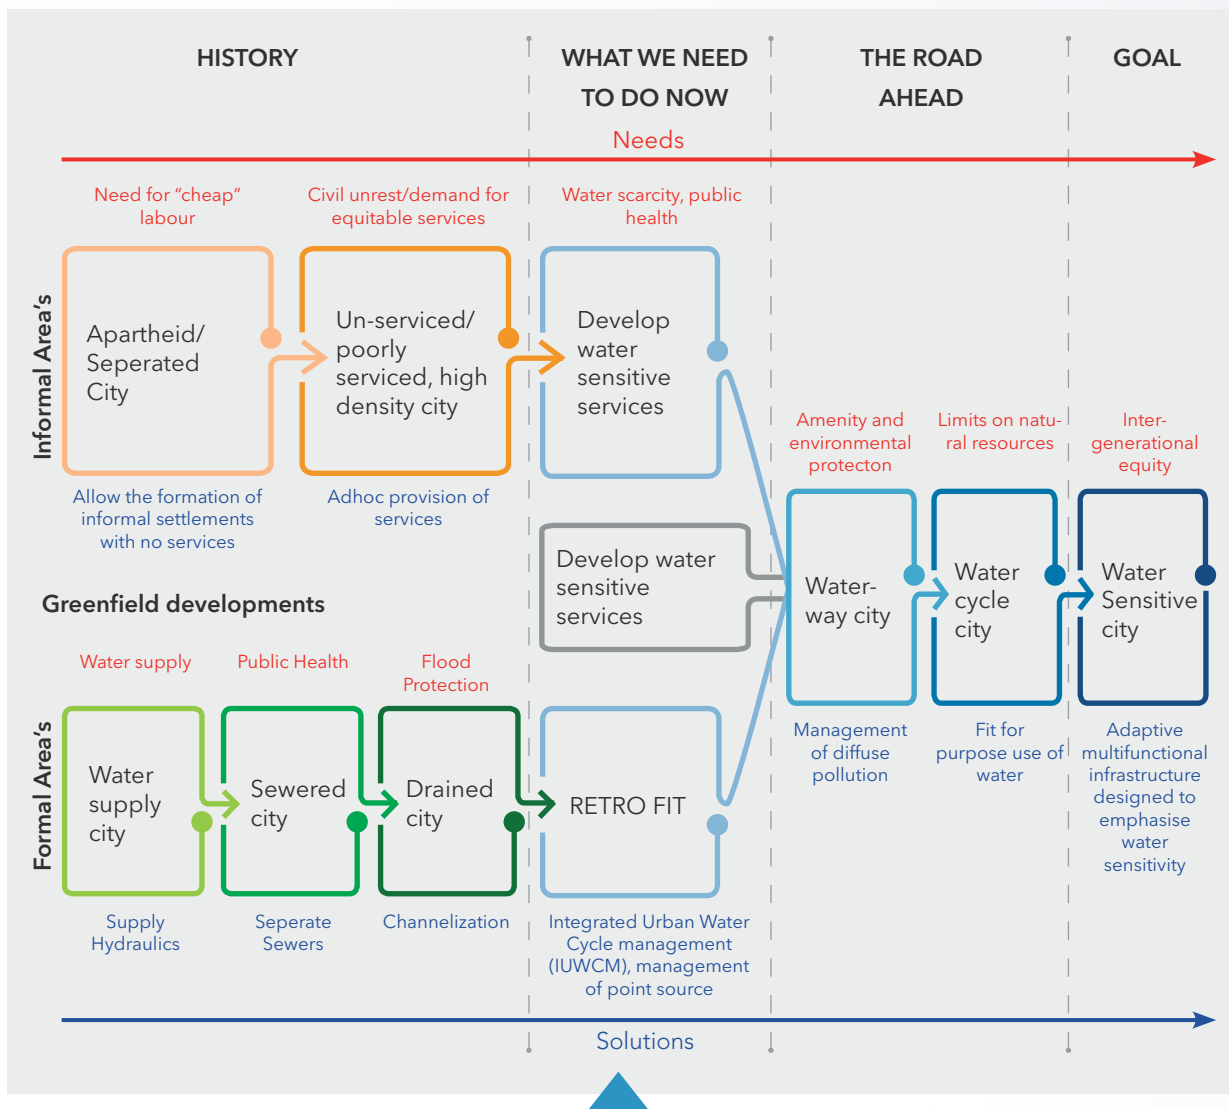 HISTORY
WHAT WE NEED
TO DO NOW
THE ROAD
AHEAD
GOAL
Needs
Need for “cheap”
labour
Civil unrest/demand for
equitable services
Water scarcity, public
health
Informal Area's
Apartheid/
Seperated
City
Un-serviced/
poorly
serviced, high
density city
Develop
water
sensitive
services
Allow the formation of
informal settlements
with no services
Adhoc provision of
services
Amenity and
environmental
protecton
Limits on natu-
ral resources
Inter-
generational
equity
Develop water
sensitive
services
Water-
way city
Water
cycle
city
Water
Sensitive
city
Greenfield developments
Water supply
Public Health
Flood
Protection
Formal Area's
Water
supply
city
Sewered
city
Drained
city
RETRO FIT
Management
of diffuse
pollution
Fit for
purpose use of
water
Adaptive
multifunctional
infrastructure
designed to
emphasise
water
sensitivity
Supply
Hydraulics
Seperate
Sewers
Channelization
Integrated Urban Water
Cycle management
(IUWCM), management
of point source
Solutions